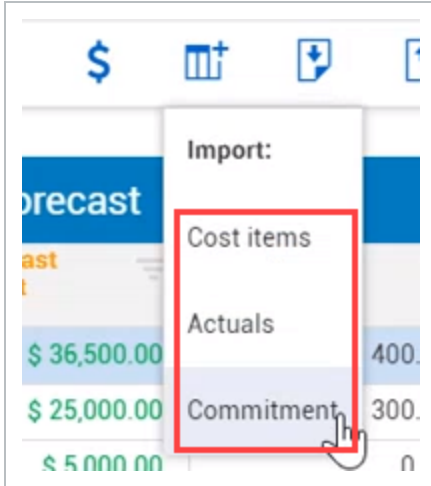 $
Import:
orecast
Cost items
ast
Actuals
$ 36,500.00
400.
$ 25,000.00
Commitment
300.
$ 5,000.00
0